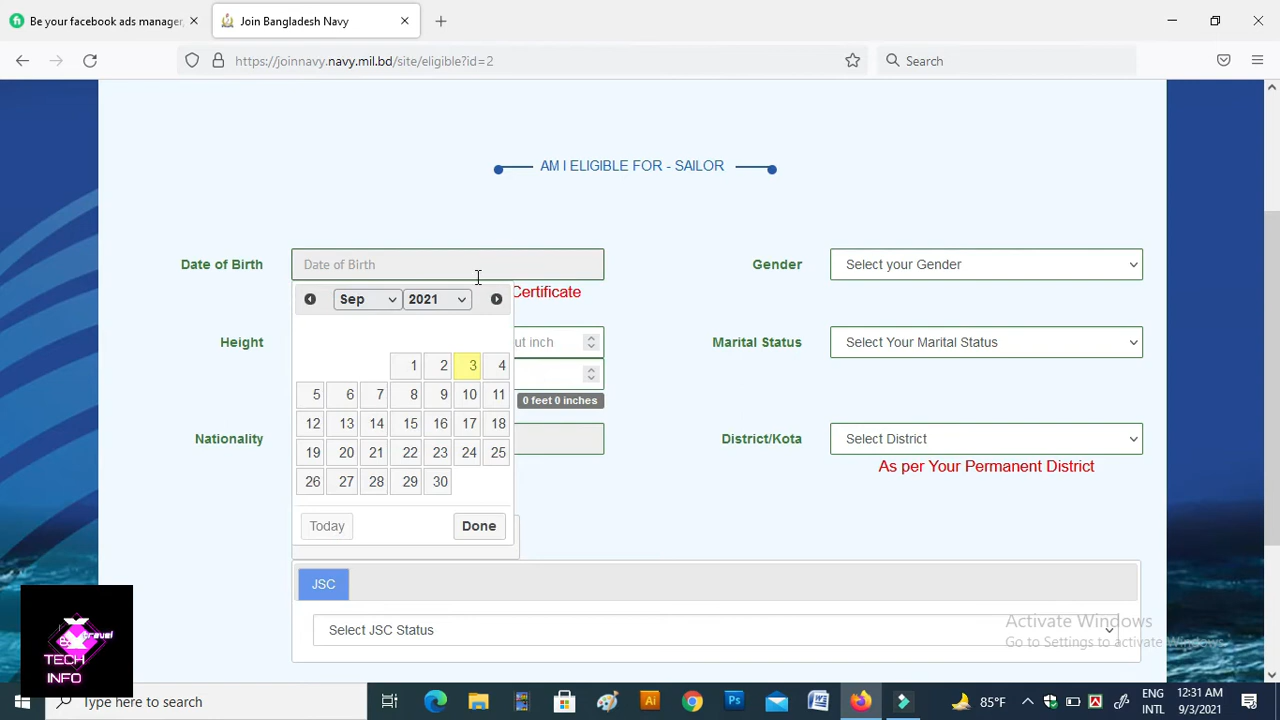 Be your facebook ads manager,
Join Bangladesh Navy
https://joinnavy.navy.mil.bd/site/eligible?id=2
Search
AM I ELIGIBLE FOR - SAILOR
Date of Birth
Date of Birth
Gender
Select your Gender
Certificate
Sep
2021
1 2 3 4
5 6 7 8 9 10 11
12 13 14 15 16 17 18
19 20 21 22 23 24 25
26 27 28 29 30
Today
Done
Height
out inch
0 feet 0 inches
Marital Status
Select Your Marital Status
Nationality
District/Kota
Select District
As per Your Permanent District
JSC
Select JSC Status
Activate Windows
Go to Settings to activate Windows.
travel
TECH
INFO
Type here to search
85°F
ENG
INTL
12:31 AM
9/3/2021